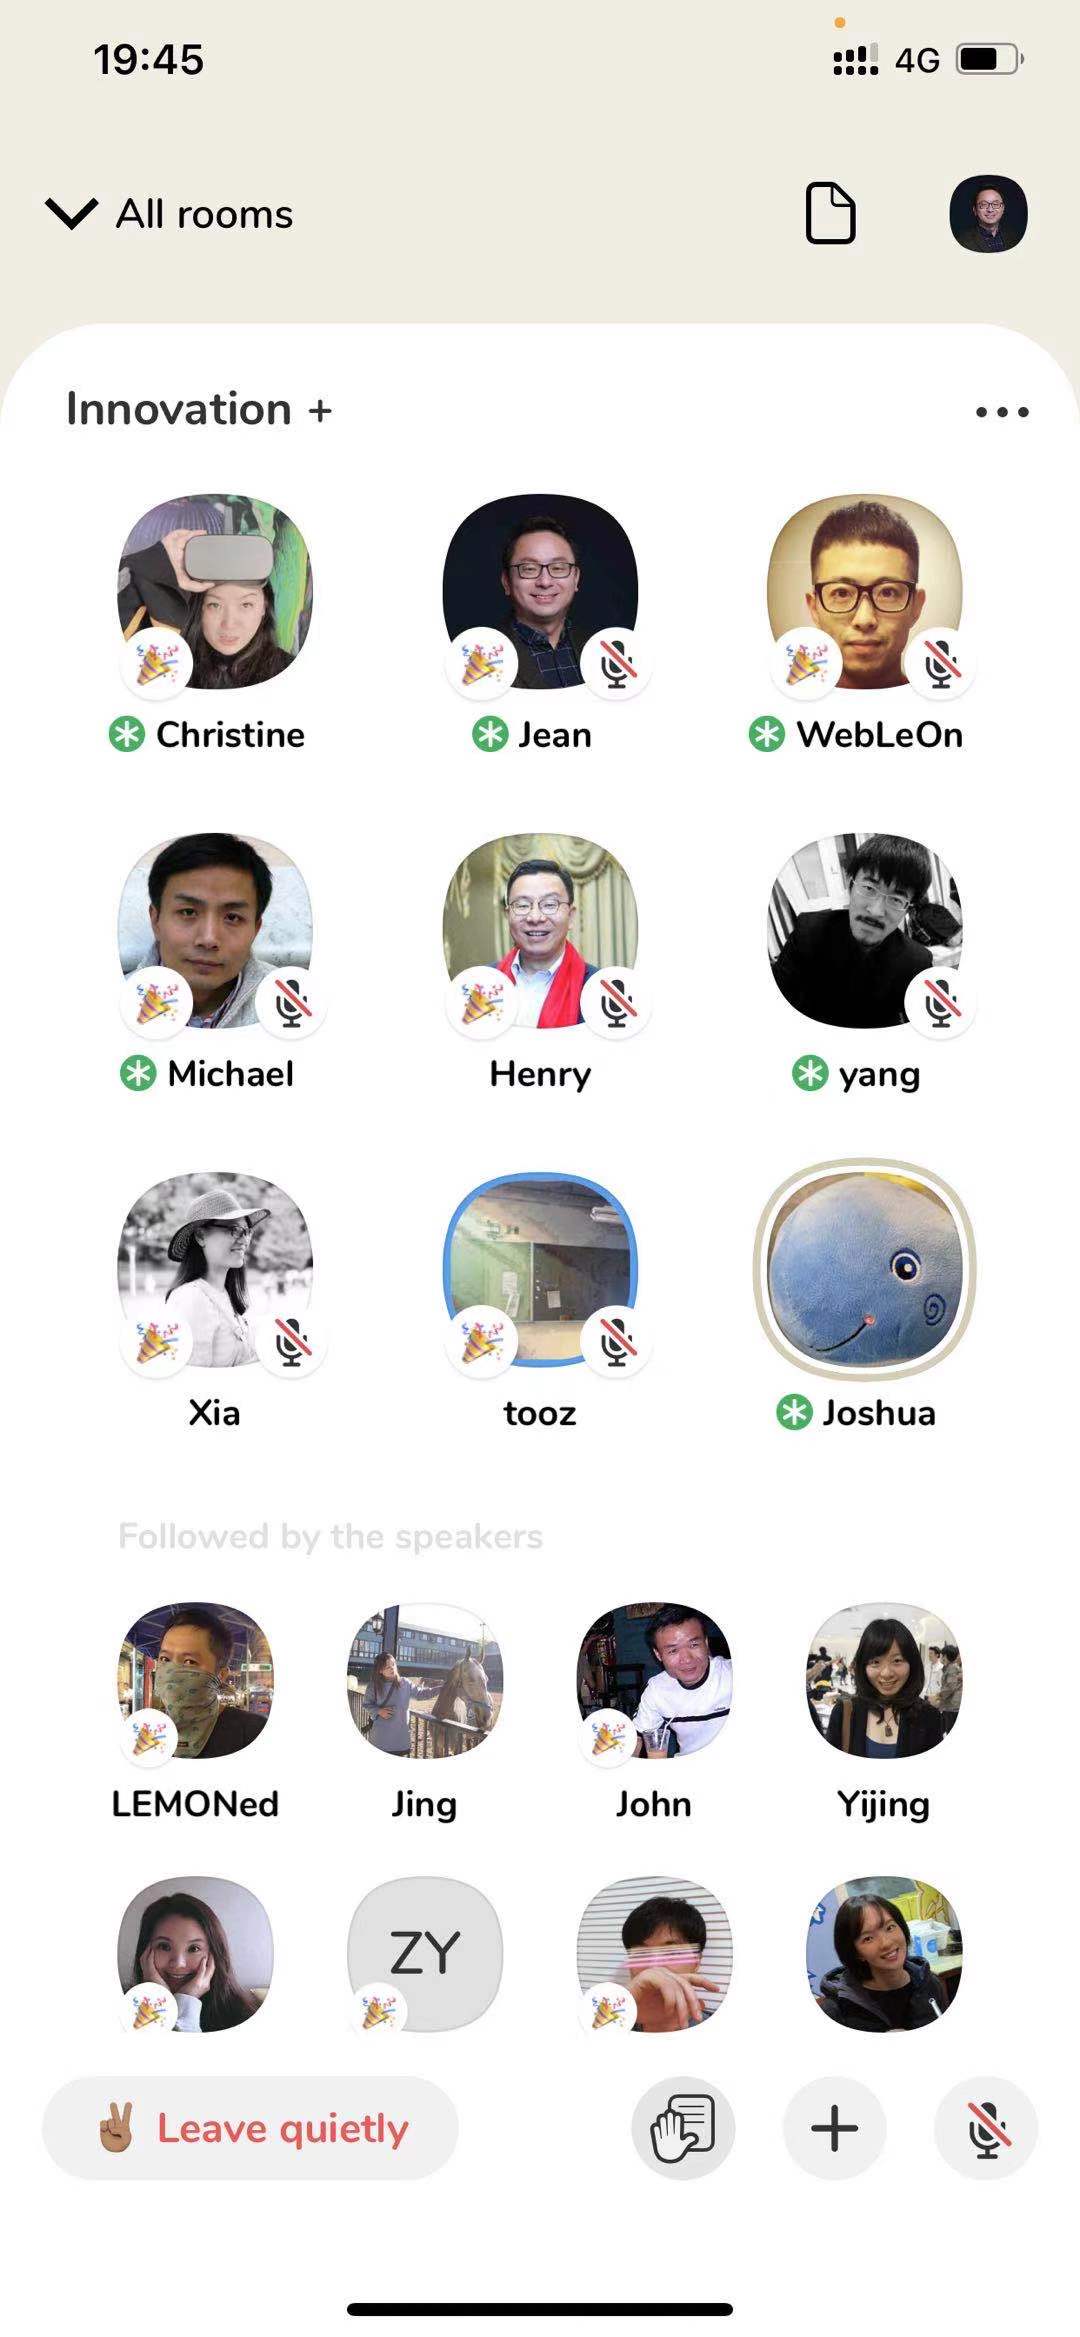 19:45
4G
All rooms
Innovation +
Christine
Jean
WebLeOn
Michael
Henry
yang
Xia
tooz
Joshua
Followed by the speakers
LEMONed
Jing
John
Yijing
ZY
Leave quietly